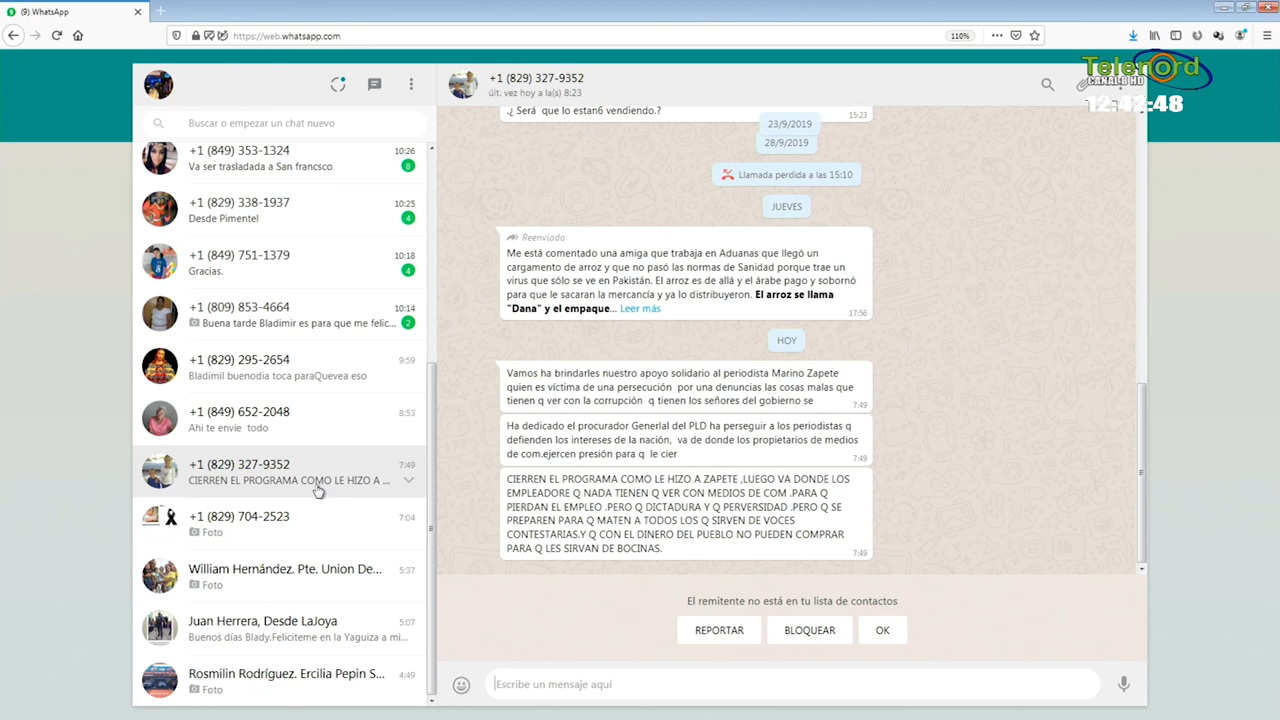 (9) WhatsApp
https://web.whatsapp.com
110%
Telenord
CANAL 8 HD
12:42:48
+1 (829) 327-9352
últ. vez hoy a la(s) 8:23
Buscar o empezar un chat nuevo
+1 (849) 353-1324 10:26
Va ser trasladada a San francsco 8
+1 (829) 338-1937 10:25
Desde Pimentel 4
+1 (849) 751-1379 10:18
Gracias. 4
+1 (809) 853-4664 10:14
Buena tarde Bladimir es para que me felic... 2
+1 (829) 295-2654 9:59
Bladimil buenodia toca paraQuevea eso
+1 (849) 652-2048 8:53
Ahi te envie todo
+1 (829) 327-9352 7:49
CIERREN EL PROGRAMA COMO LE HIZO A ...
+1 (829) 704-2523 7:04
Foto
William Hernández. Pte. Union De... 5:37
Foto
Juan Herrera, Desde LaJoya 5:07
Buenos días Blady.Feliciteme en la Yaguiza a mi...
Rosmilin Rodríguez. Ercilia Pepin S... 4:49
Foto
.¿ Será que lo estan6 vendiendo.?
15:23
23/9/2019
28/9/2019
Llamada perdida a las 15:10
JUEVES
Reenviado
Me está comentado una amiga que trabaja en Aduanas que llegó un
cargamento de arroz y que no pasó las normas de Sanidad porque trae un
virus que sólo se ve en Pakistán. El arroz es de allá y el árabe pago y sobornó
para que le sacaran la mercancía y ya lo distribuyeron. El arroz se llama
"Dana" y el empaque... Leer más
17:56
HOY
Vamos ha brindarles nuestro apoyo solidario al periodista Marino Zapete
quien es víctima de una persecución por una denuncias las cosas malas que
tienen q ver con la corrupción q tienen los señores del gobierno se
7:49
Ha dedicado el procurador Generlal del PLD ha perseguir a los periodistas q
defienden los intereses de la nación, va de donde los propietarios de medios
de com.ejercen presión para q le cier
7:49
CIERREN EL PROGRAMA COMO LE HIZO A ZAPETE ,LUEGO VA DONDE LOS
EMPLEADORE Q NADA TIENEN Q VER CON MEDIOS DE COM .PARA Q
PIERDAN EL EMPLEO .PERO Q DICTADURA Y Q PERVERSIDAD .PERO Q SE
PREPAREN PARA Q MATEN A TODOS LOS Q SIRVEN DE VOCES
CONTESTARIAS.Y Q CON EL DINERO DEL PUEBLO NO PUEDEN COMPRAR
PARA Q LES SIRVAN DE BOCINAS.
7:49
El remitente no está en tu lista de contactos
REPORTAR BLOQUEAR OK
Escribe un mensaje aquí